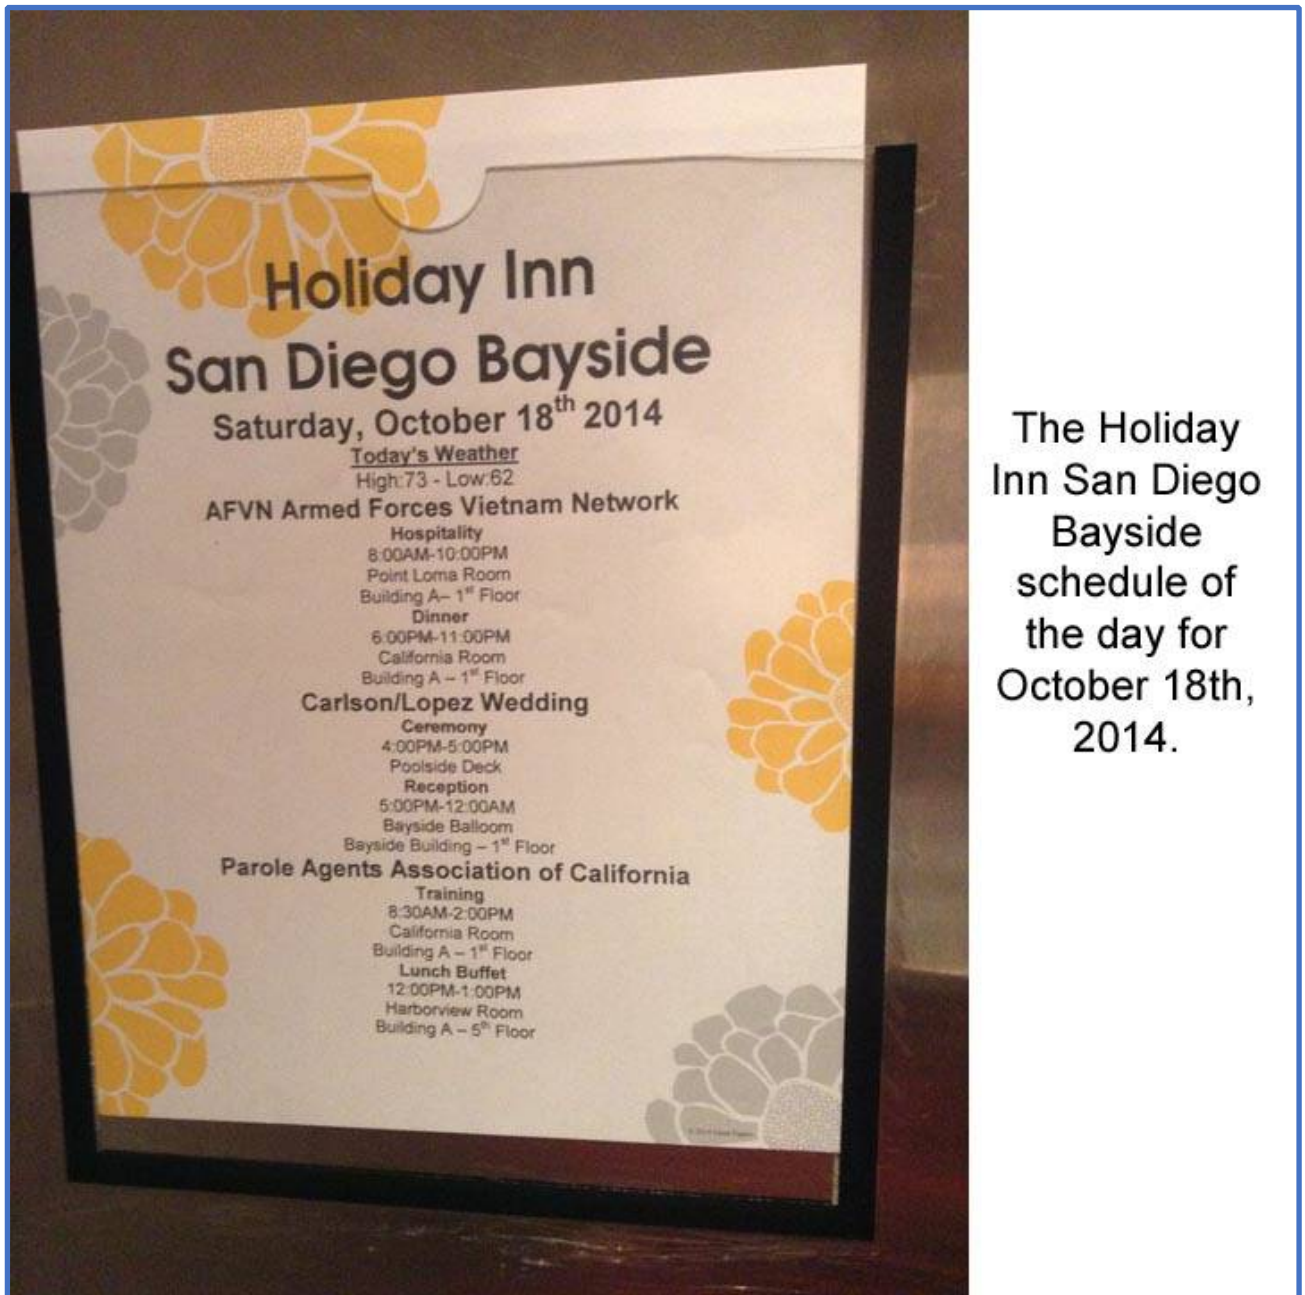 Holiday Inn
San Diego Bayside
Saturday, October 18th 2014
Today's Weather
High:73 - Low:62
AFVN Armed Forces Vietnam Network
Hospitality
8:00AM-10:00PM
Point Loma Room
Building A– 1st Floor
Dinner
6:00PM-11:00PM
California Room
Building A – 1st Floor
Carlson/Lopez Wedding
Ceremony
4:00PM-5:00PM
Poolside Deck
Reception
5:00PM-12:00AM
Bayside Balloom
Bayside Building – 1st Floor
Parole Agents Association of California
Training
8:30AM-2:00PM
California Room
Building A – 1st Floor
Lunch Buffet
12:00PM-1:00PM
Harborview Room
Building A – 5th Floor
The Holiday
Inn San Diego
Bayside
schedule of
the day for
October 18th,
2014.